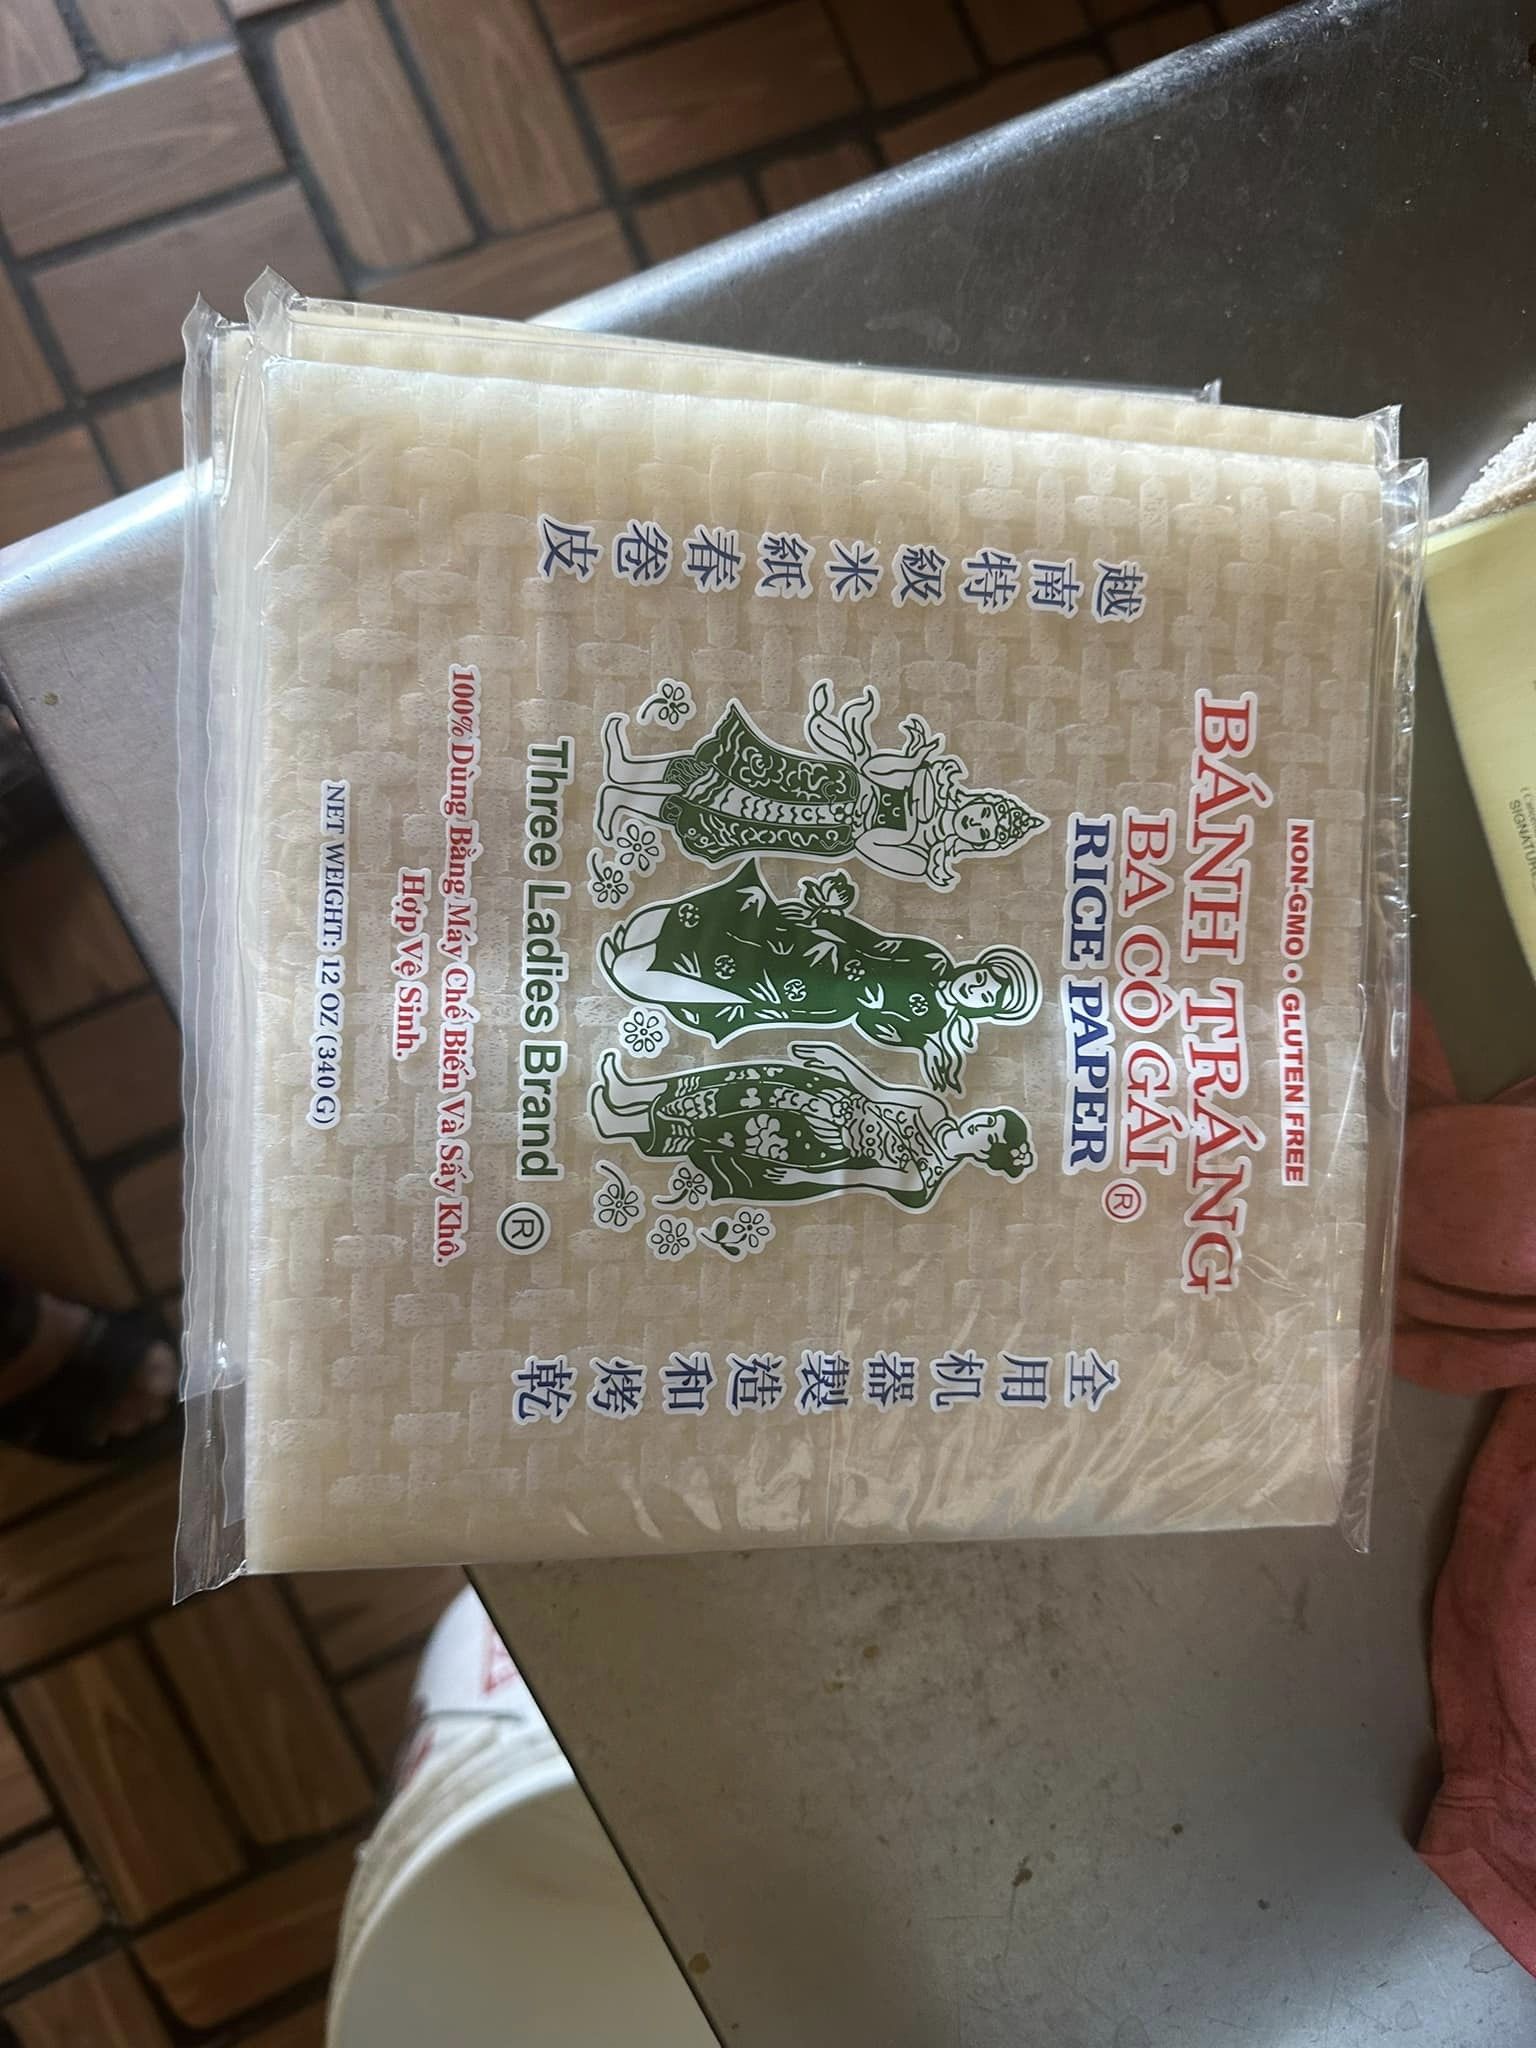 NON-GMO • GLUTEN FREE
BÁNH TRÁNG
BA CÔ GÁI ®
RICE PAPER
越南特級米紙春卷皮
全用机器製造和烤乾
Three Ladies Brand ®
100% Dùng Bằng Máy Chế Biến Và Sấy Khô.
Hợp Vệ Sinh.
NET WEIGHT: 12 OZ (340 G)
SIGNATURE